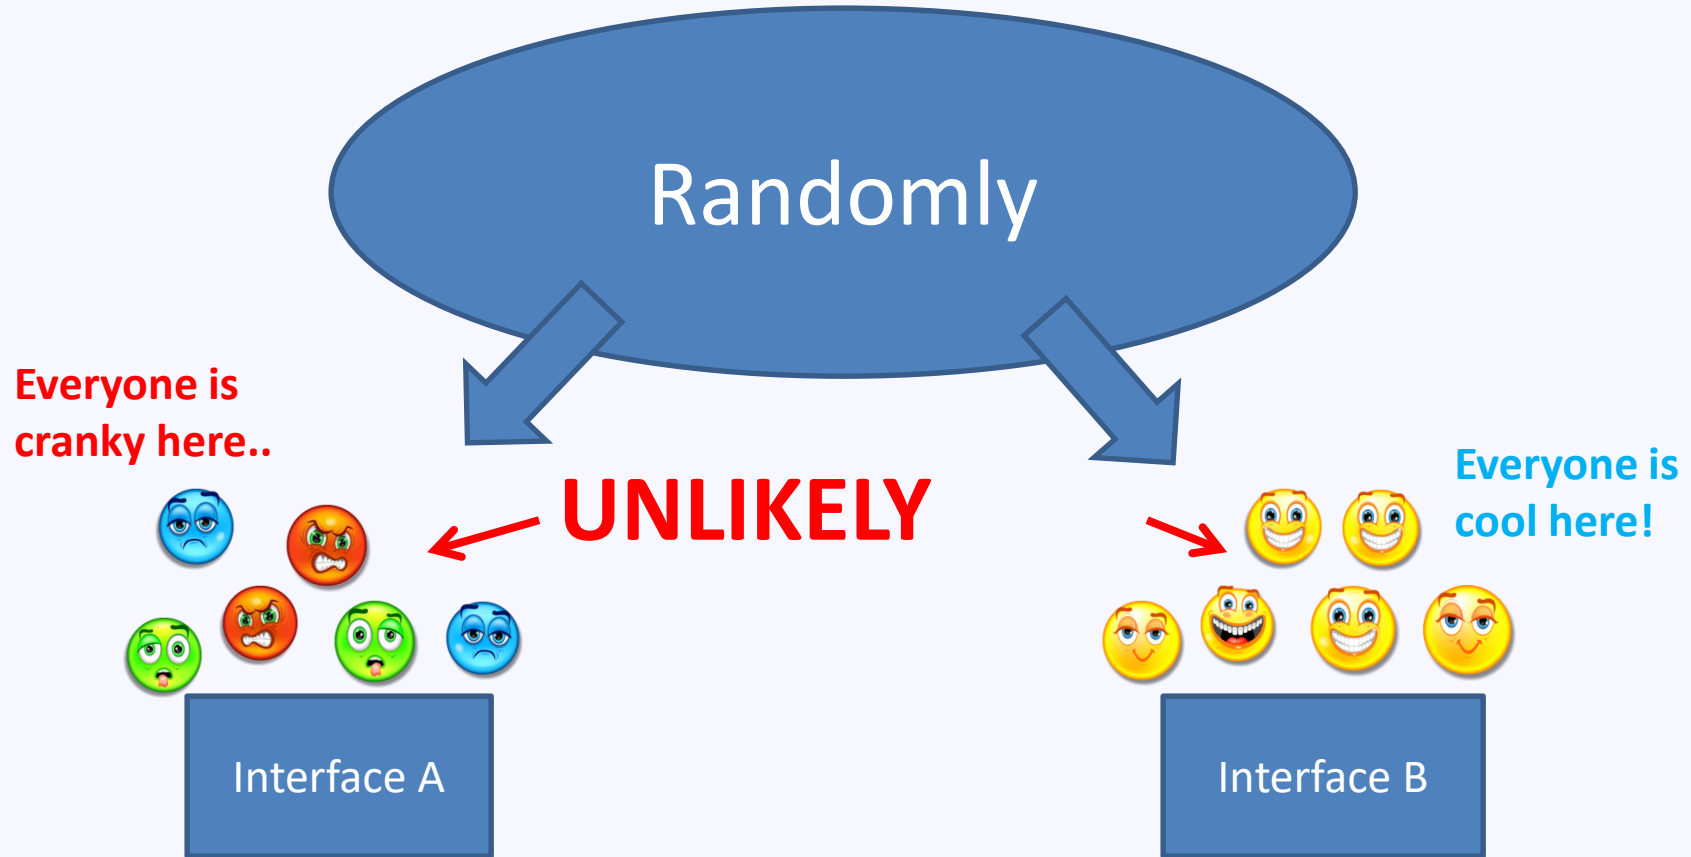 Randomly
Everyone is
cranky here..
UNLIKELY
Everyone is
cool here!
Interface A
Interface B